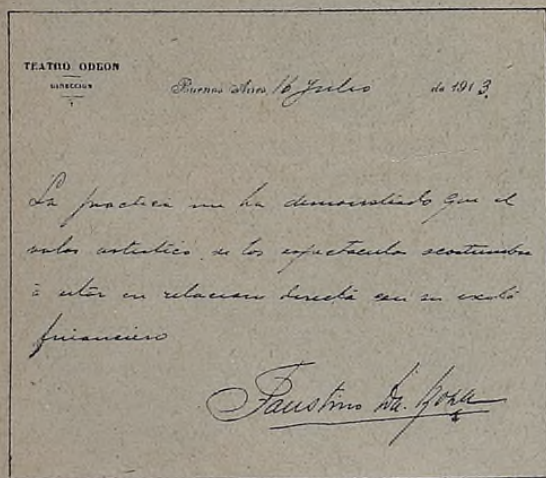 TEATRO ODEON
DIRECCION
Buenos Aires, 16 Julio de 1913.
La practica me ha demonstrado que el
valor artistico de los espectaculos acostumbra
à estar en relacion directa con su exito
financiero
Faustino Da Rosa